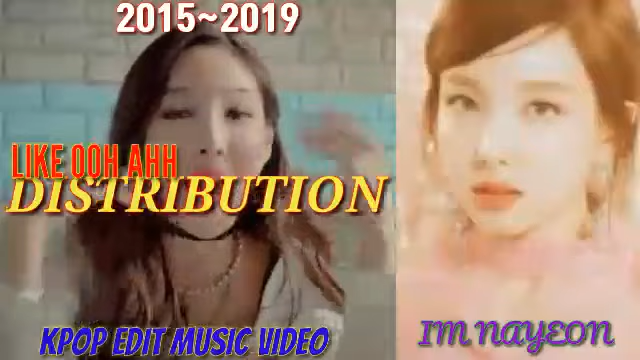 2015~2019
LIKE OOH AHH
DISTRIBUTION
KPOP EDIT MUSIC VIDEO
IM NAYEON